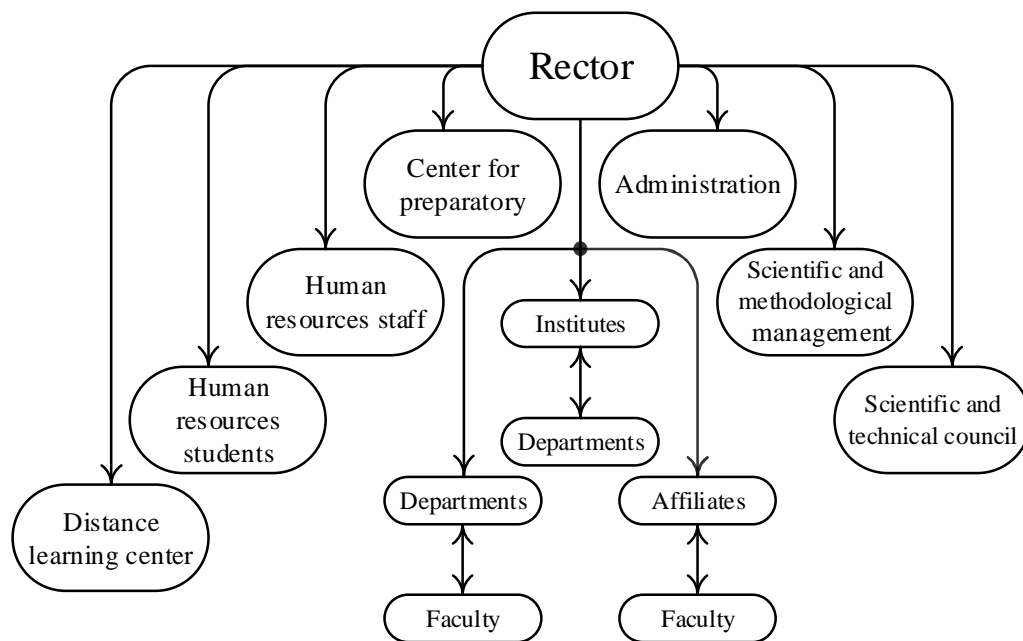 Rector
Center for
preparatory
Administration
Human
resources staff
Scientific and
methodological
management
Institutes
Human
resources
students
Scientific and
technical council
Departments
Departments
Affiliates
Distance
learning center
Faculty
Faculty